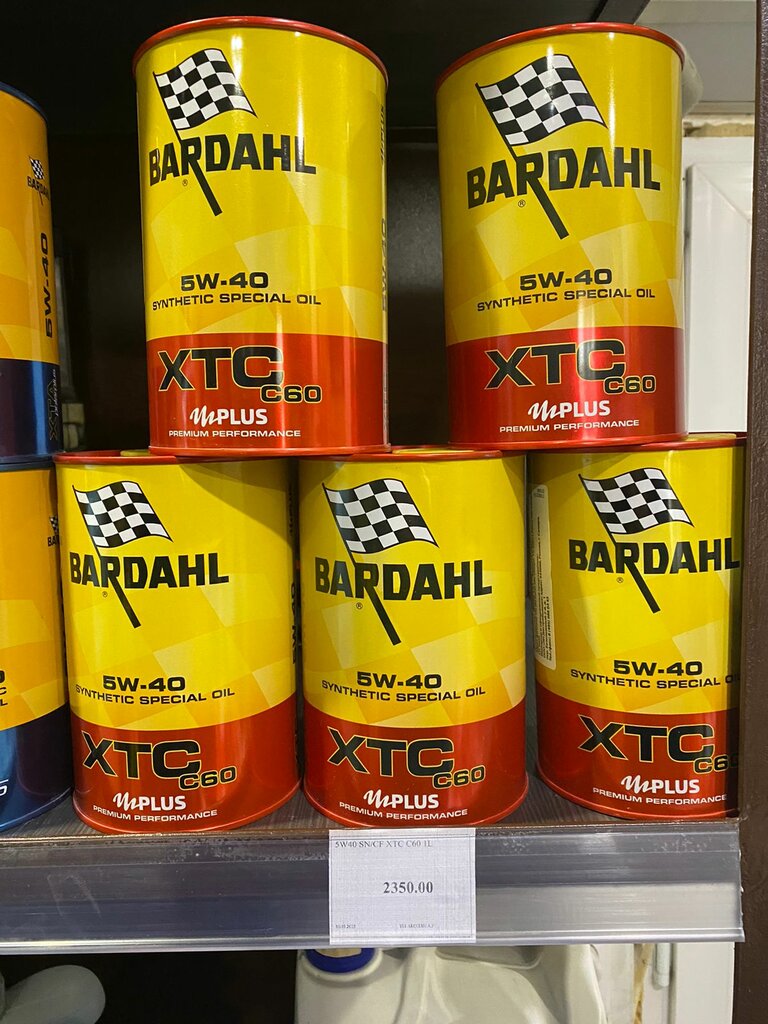 BARDAHL
5W-40
SYNTHETIC SPECIAL OIL
XTC
C60
PLUS
PREMIUM PERFORMANCE
BARDAHL
5W-40
SYNTHETIC SPECIAL OIL
XTC
C60
PLUS
PREMIUM PERFORMANCE
5W-40
BARDAHL
5W-40
SYNTHETIC SPECIAL OIL
XTC
C60
PLUS
PREMIUM PERFORMANCE
BARDAHL
5W-40
SYNTHETIC SPECIAL OIL
XTC
C60
PLUS
PREMIUM PERFORMANCE
BARDAHL
5W-40
SYNTHETIC SPECIAL O
XTC
C60
PLUS
PREMIUM PERFORMANCE
5W40 SN/CF XTC C60 1L
2350.00